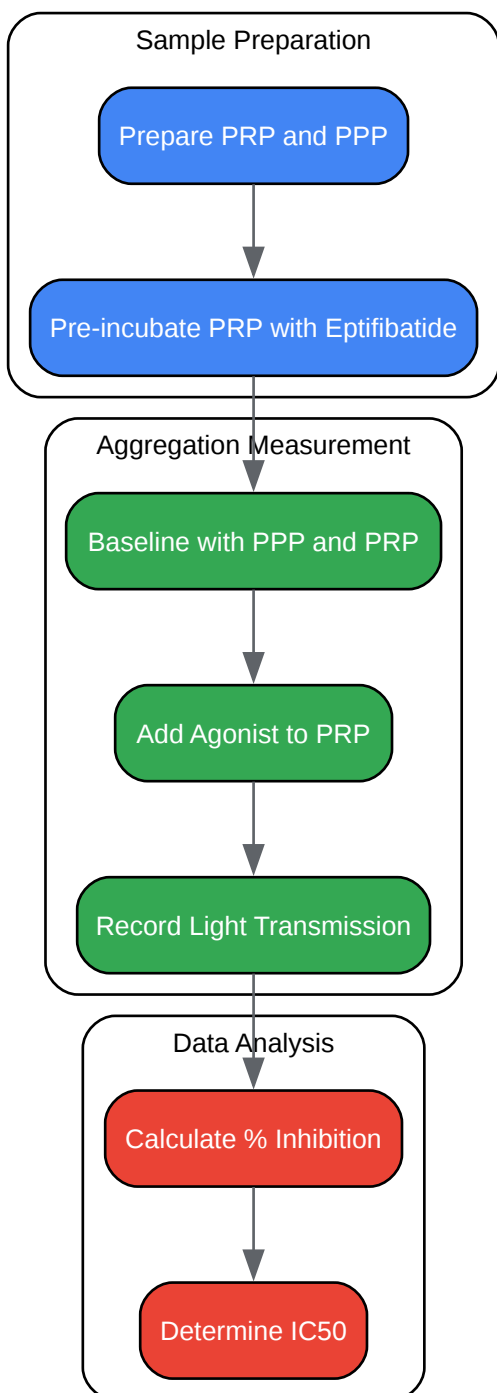 Sample Preparation
Prepare PRP and PPP
Pre-incubate PRP with Eptifibatide
Aggregation Measurement
Baseline with PPP and PRP
Add Agonist to PRP
Record Light Transmission
Data Analysis
Calculate % Inhibition
Determine IC50